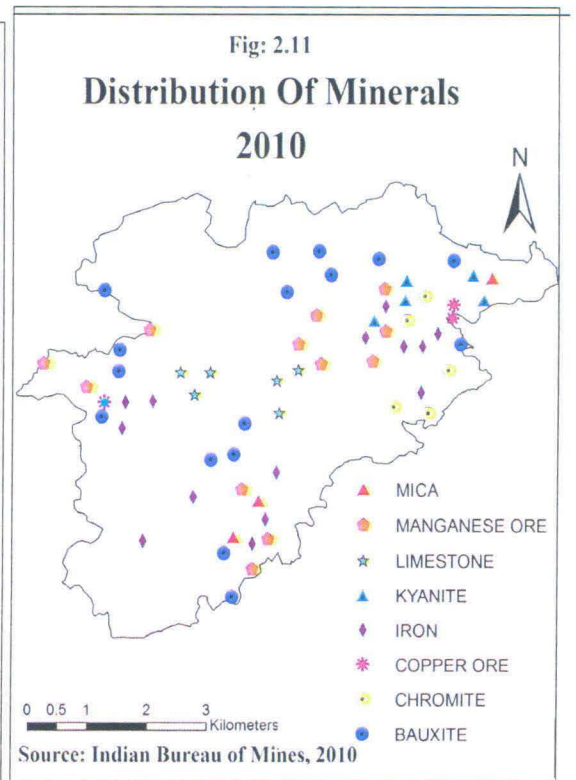 Fig: 2.11
Distribution Of Minerals
2010
N
MICA
MANGANESE ORE
LIMESTONE
KYANITE
IRON
COPPER ORE
CHROMITE
BAUXITE
0 0.5 1 2 3
Kilometers
Source: Indian Bureau of Mines, 2010